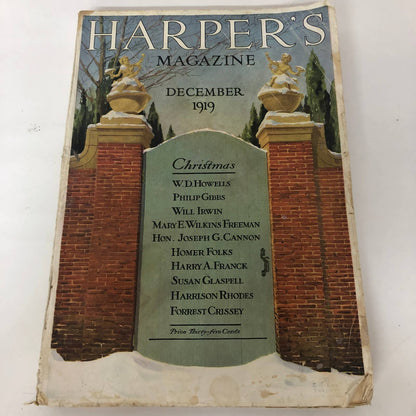 HARPER'S
MAGAZINE
DECEMBER
1919
Christmas
W. D. HOWELLS
PHILIP GIBBS
WILL IRWIN
MARY E. WILKINS FREEMAN
HON. JOSEPH G. CANNON
HOMER FOLKS
HARRY A. FRANCK
SUSAN GLASPELL
HARRISON RHODES
FORREST CRISSEY
Price Thirty-five Cents